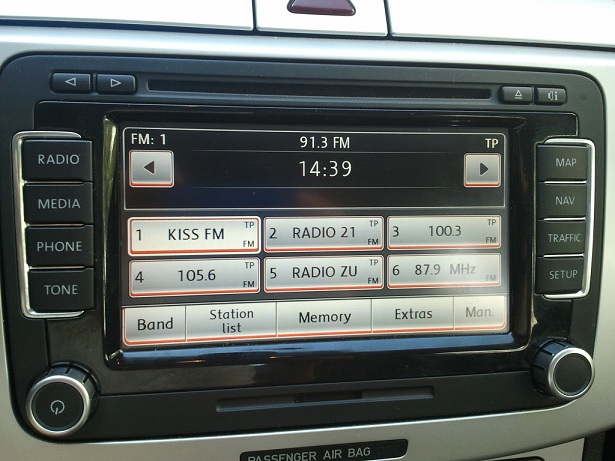 FM: 1 91.3 FM TP
14:39
RADIO
MEDIA
PHONE
TONE
1 KISS FM TP FM
2 RADIO 21 TP FM
3 100.3 TP FM
4 105.6 TP FM
5 RADIO ZU TP FM
6 87.9 MHz FM
Band
Station
list
Memory
Extras
Man.
MAP
NAV
TRAFFIC
SETUP
PASSENGER AIR BAG